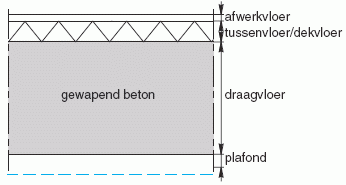 afwerkvloer
tussenvloer/dekvloer
gewapend beton
draagvloer
plafond